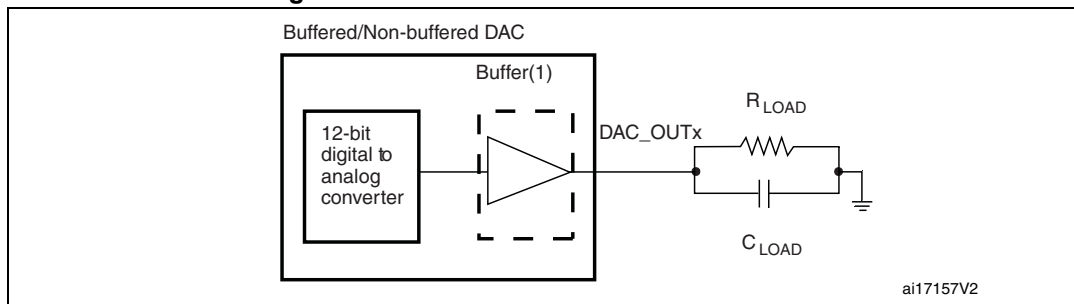 Buffered/Non-buffered DAC
Buffer(1)
12-bit
digital to
analog
converter
DAC_OUTx
R LOAD
C LOAD
ai17157V2